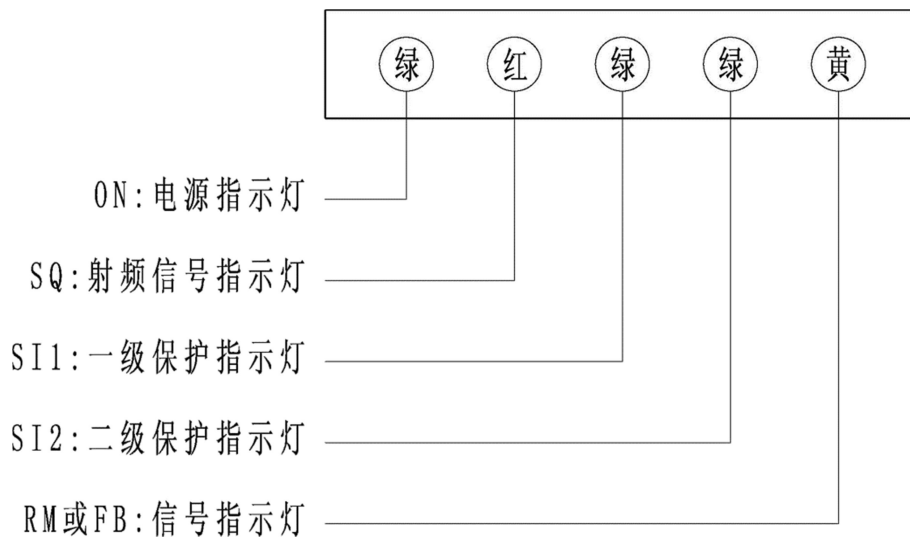 绿 红 绿 绿 黄
ON:电源指示灯
SQ:射频信号指示灯
SI1:一级保护指示灯
SI2:二级保护指示灯
RM或FB:信号指示灯